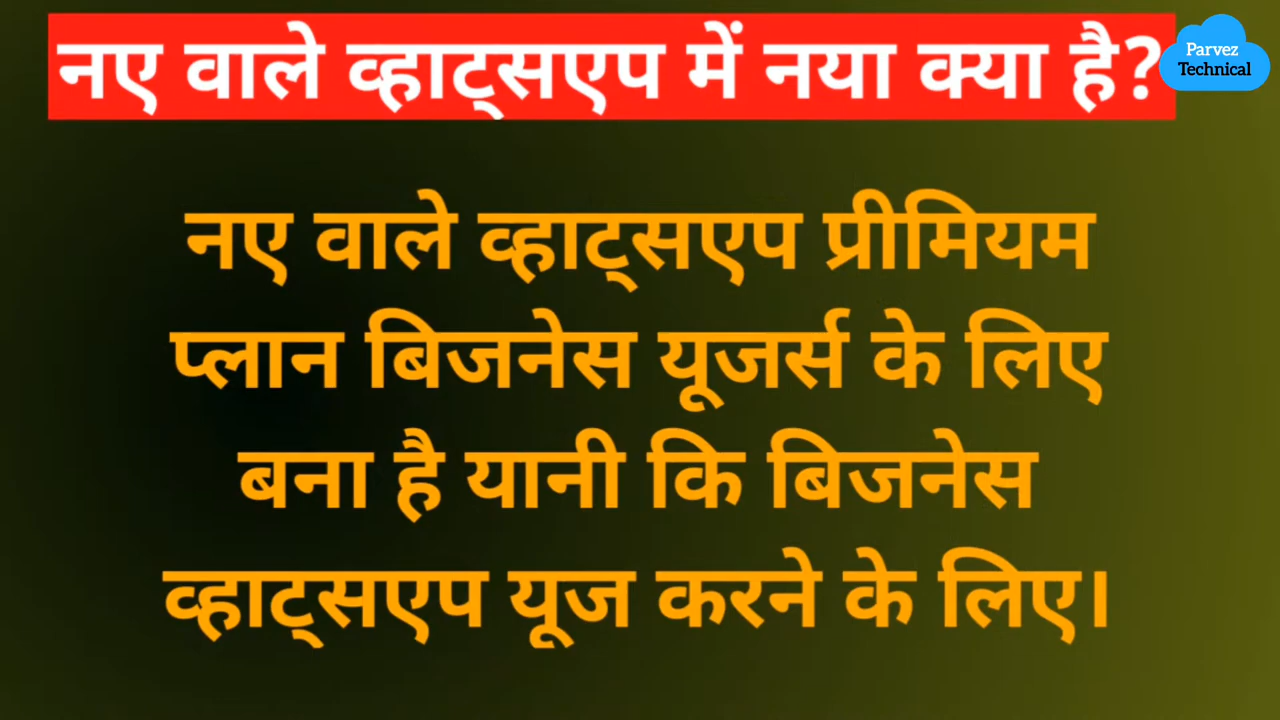 नए वाले व्हाट्सएप में नया क्या है?
Parvez
Technical
नए वाले व्हाट्सएप प्रीमियम
प्लान बिजनेस यूजर्स के लिए
बना है यानी कि बिजनेस
व्हाट्सएप यूज करने के लिए।